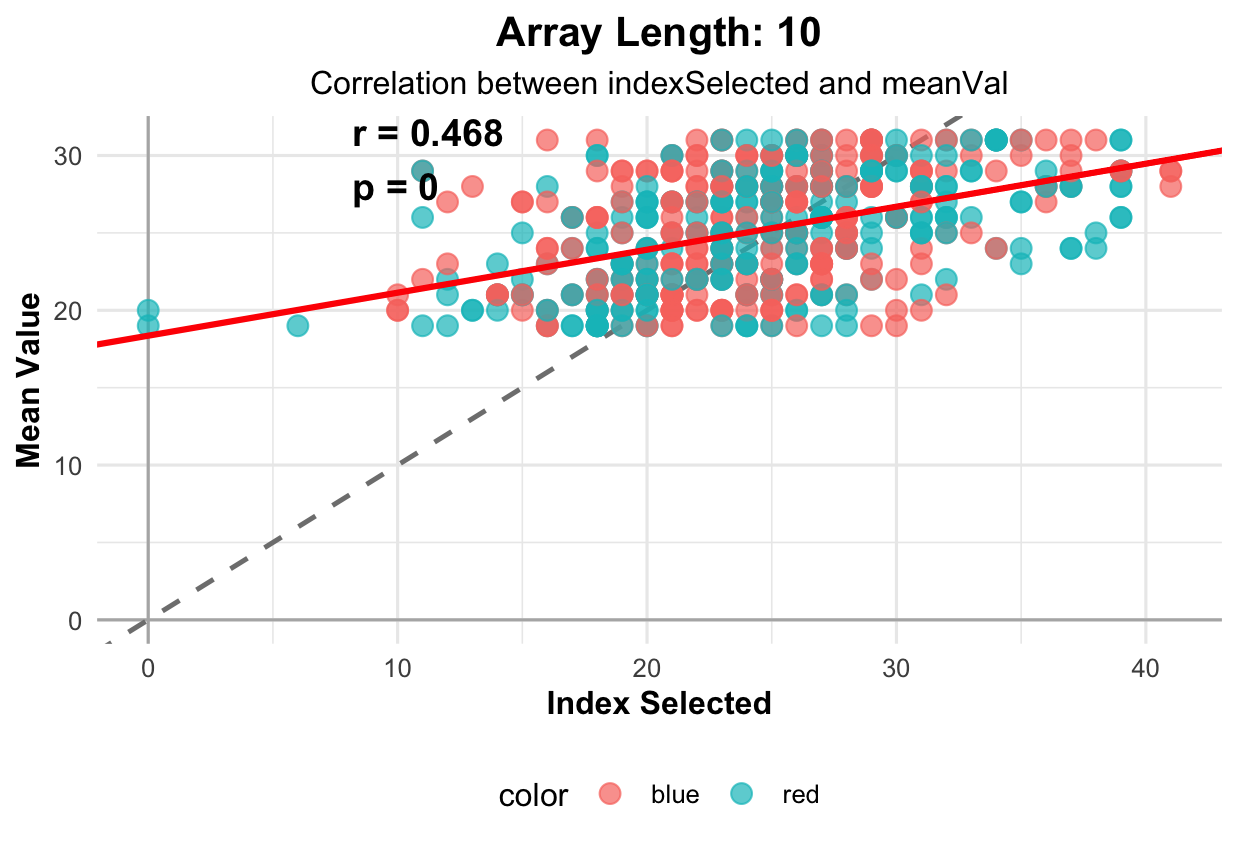 Array Length: 10
Correlation between indexSelected and meanVal
r = 0.468
p = 0
30
20
10
0
Mean Value
0 10 20 30 40
Index Selected
color blue red